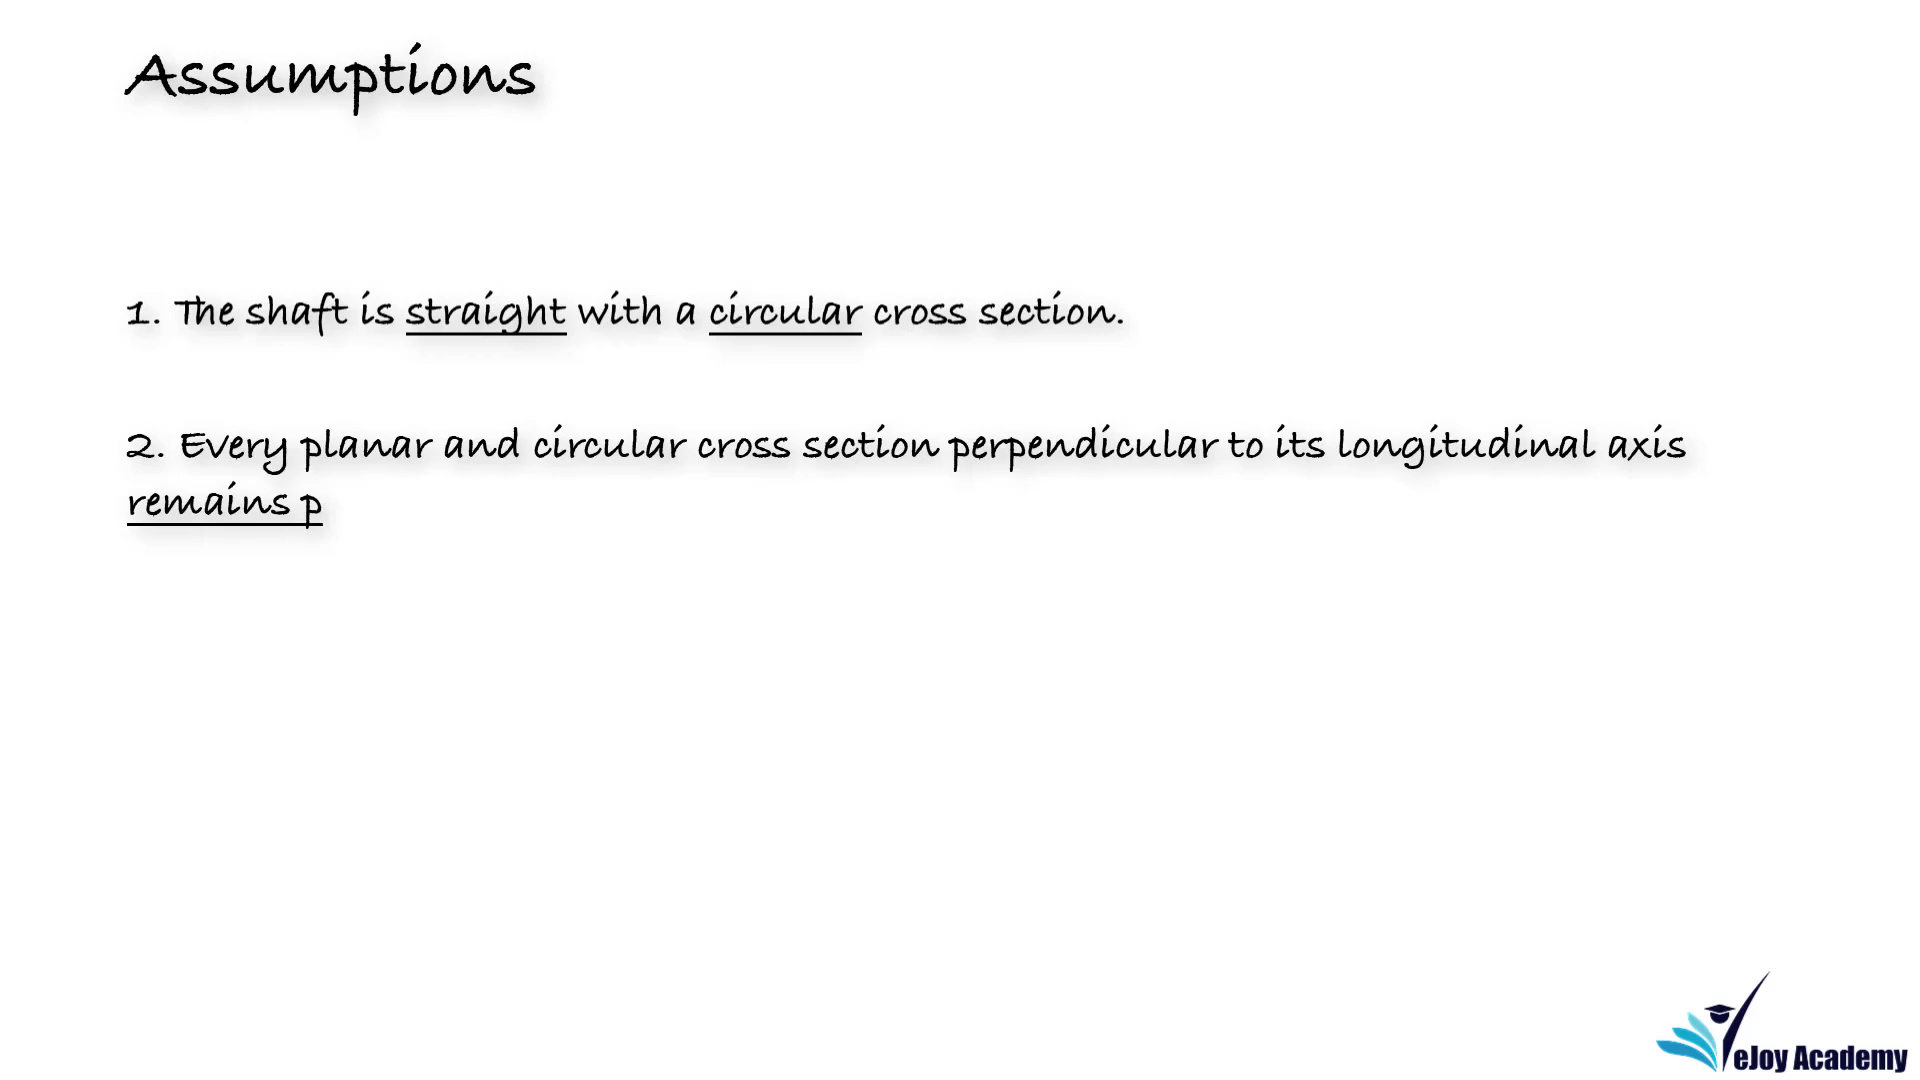 Assumptions
1. The shaft is straight with a circular cross section.
2. Every planar and circular cross section perpendicular to its longitudinal axis
remains p
eJoy Academy